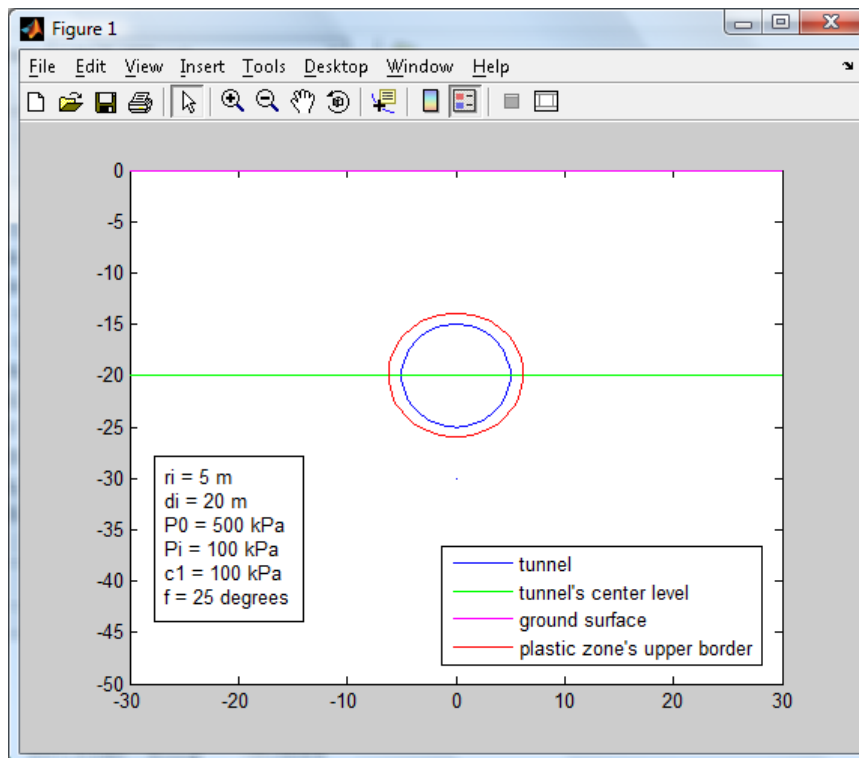 Figure 1
File Edit View Insert Tools Desktop Window Help
0
-5
-10
-15
-20
-25
-30
-35
-40
-45
-50
ri = 5 m
di = 20 m
P0 = 500 kPa
Pi = 100 kPa
c1 = 100 kPa
f = 25 degrees
tunnel
tunnel's center level
ground surface
plastic zone's upper border
-30 -20 -10 0 10 20 30